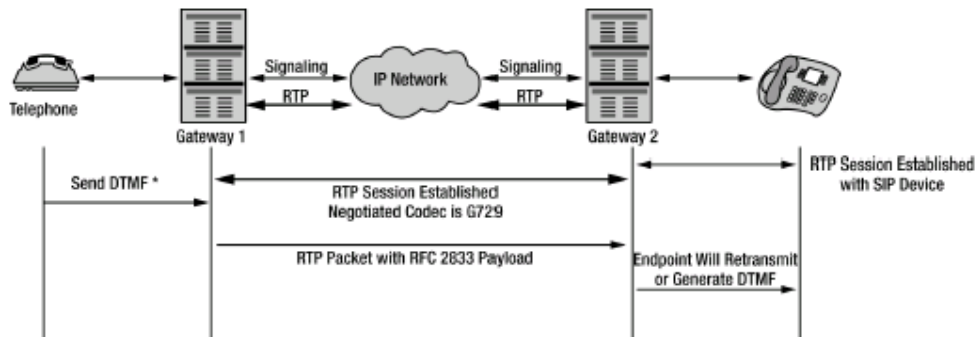 Signaling
IP Network
Signaling
RTP
RTP
Telephone
Gateway 1
Gateway 2
Send DTMF *
RTP Session Established
Negotiated Codec is G729
RTP Session Established
with SIP Device
RTP Packet with RFC 2833 Payload
Endpoint Will Retransmit
or Generate DTMF